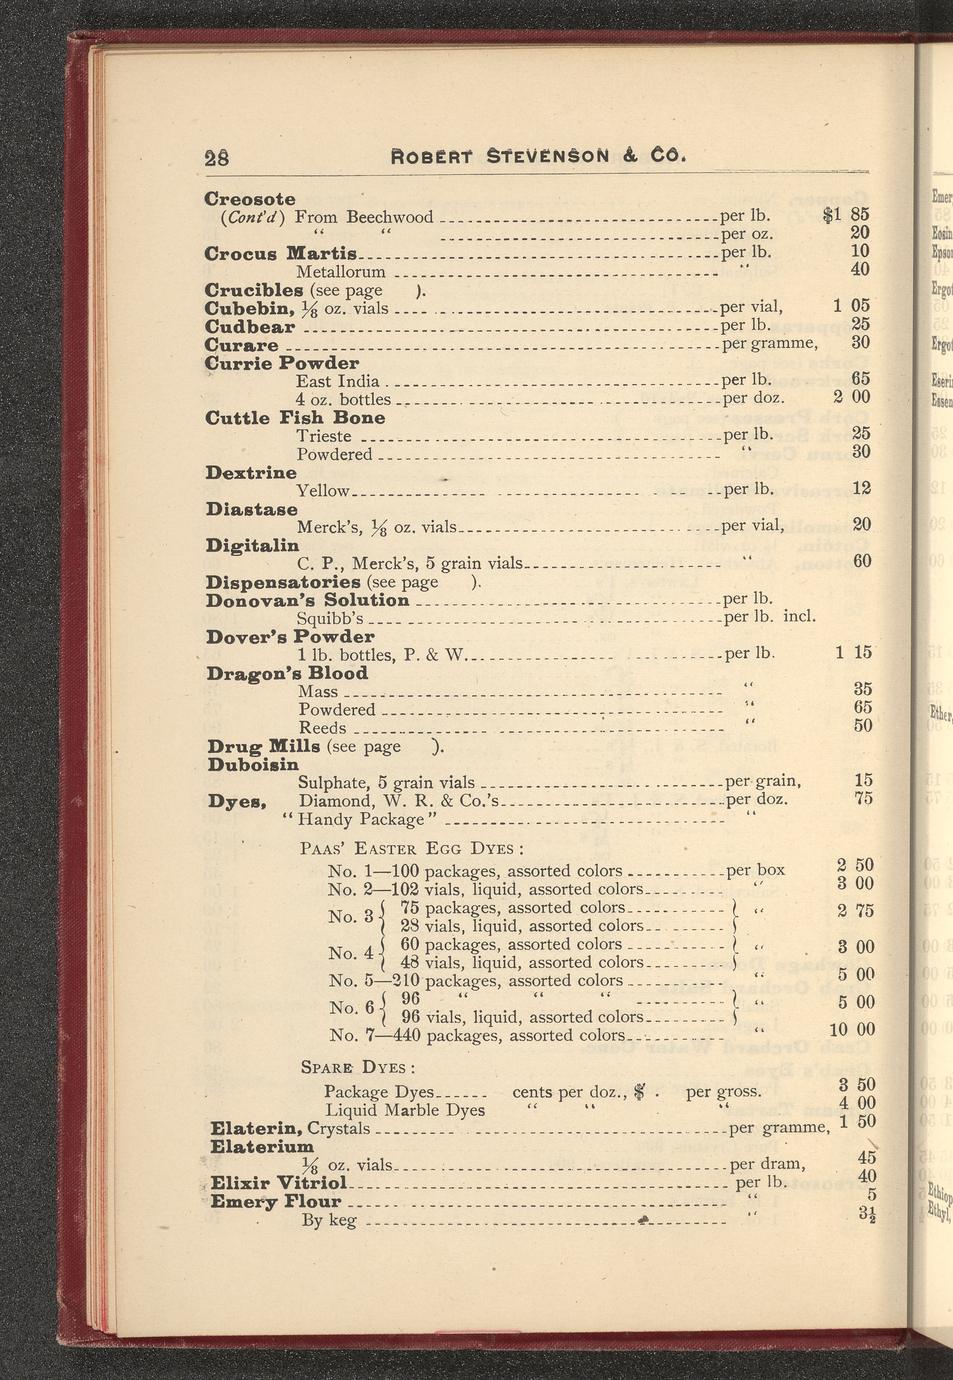 28 ROBERT STEVENSON & CO.
Creosote
(Cont'd) From Beechwood per lb. $1 85
" " per oz. 20
Crocus Martis per lb. 10
Metallorum " 40
Crucibles (see page ).
Cubebin, ⅛ oz. vials per vial, 1 05
Cudbear per lb. 25
Curare per gramme, 30
Currie Powder
East India per lb. 65
4 oz. bottles per doz. 2 00
Cuttle Fish Bone
Trieste per lb. 25
Powdered " 30
Dextrine
Yellow per lb. 12
Diastase
Merck's, ⅛ oz. vials per vial, 20
Digitalin
C. P., Merck's, 5 grain vials " 60
Dispensatories (see page ).
Donovan's Solution per lb.
Squibb's per lb. incl.
Dover's Powder
1 lb. bottles, P. & W. per lb. 1 15
Dragon's Blood
Mass " 35
Powdered " 65
Reeds " 50
Drug Mills (see page ).
Duboisin
Sulphate, 5 grain vials per grain, 15
Dyes, Diamond, W. R. & Co.'s per doz. 75
"Handy Package" "
PAAS' EASTER EGG DYES:
No. 1—100 packages, assorted colors per box 2 50
No. 2—102 vials, liquid, assorted colors " 3 00
No. 3 { 75 packages, assorted colors } " 2 75
28 vials, liquid, assorted colors
No. 4 { 60 packages, assorted colors } " 3 00
48 vials, liquid, assorted colors
No. 5—210 packages, assorted colors " 5 00
No. 6 { 96 " " " } " 5 00
96 vials, liquid, assorted colors
No. 7—440 packages, assorted colors " 10 00
SPARE DYES:
Package Dyes cents per doz., $ . per gross. 3 50
Liquid Marble Dyes " " " 4 00
Elaterin, Crystals per gramme, 1 50
Elaterium
⅛ oz. vials per dram, 45
Elixir Vitriol per lb. 40
Emery Flour " 5
By keg " 3½